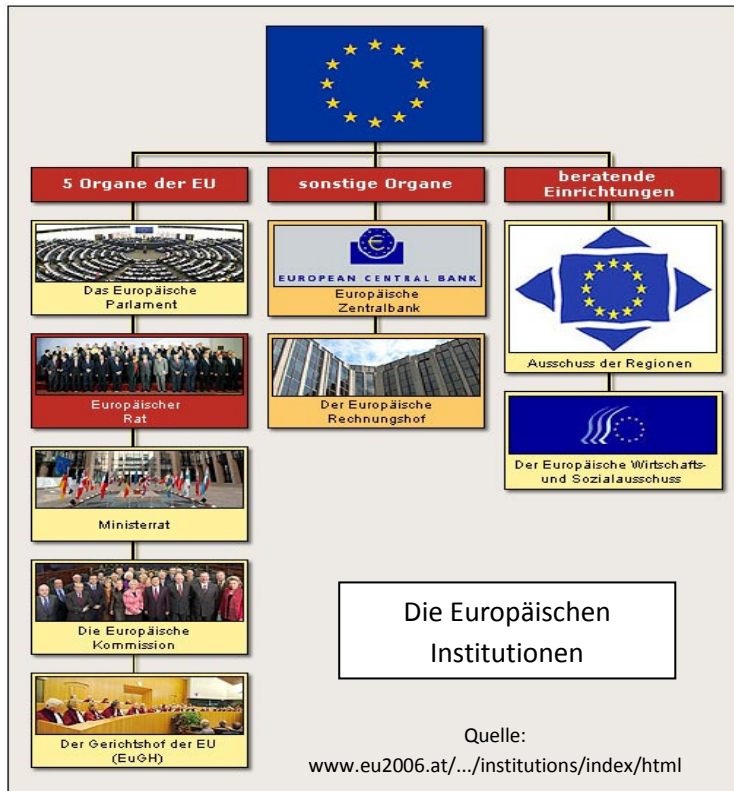 5 Organe der EU
sonstige Organe
beratende
Einrichtungen
Das Europäische
Parlament
Europäischer
Rat
Ministerrat
Die Europäische
Kommission
Der Gerichtshof der EU
(EuGH)
EUROPEAN CENTRAL BANK
Europäische
Zentralbank
Der Europäische
Rechnungshof
Ausschuss der Regionen
Der Europäische Wirtschafts-
und Sozialausschuss
Die Europäischen
Institutionen
Quelle:
www.eu2006.at/.../institutions/index/html